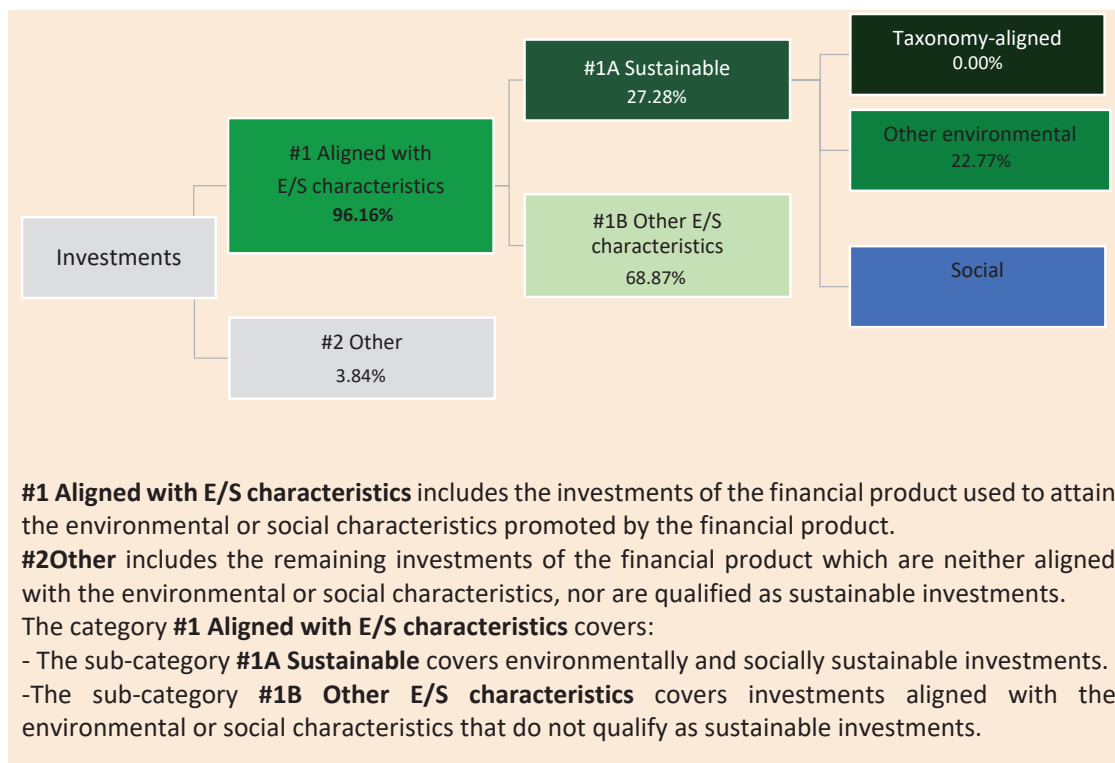 Investments
#1 Aligned with
E/S characteristics
96.16%
#2 Other
3.84%
#1A Sustainable
27.28%
#1B Other E/S
characteristics
68.87%
Taxonomy-aligned
0.00%
Other environmental
22.77%
Social
#1 Aligned with E/S characteristics includes the investments of the financial product used to attain
the environmental or social characteristics promoted by the financial product.
#2Other includes the remaining investments of the financial product which are neither aligned
with the environmental or social characteristics, nor are qualified as sustainable investments.
The category #1 Aligned with E/S characteristics covers:
- The sub-category #1A Sustainable covers environmentally and socially sustainable investments.
-The sub-category #1B Other E/S characteristics covers investments aligned with the
environmental or social characteristics that do not qualify as sustainable investments.